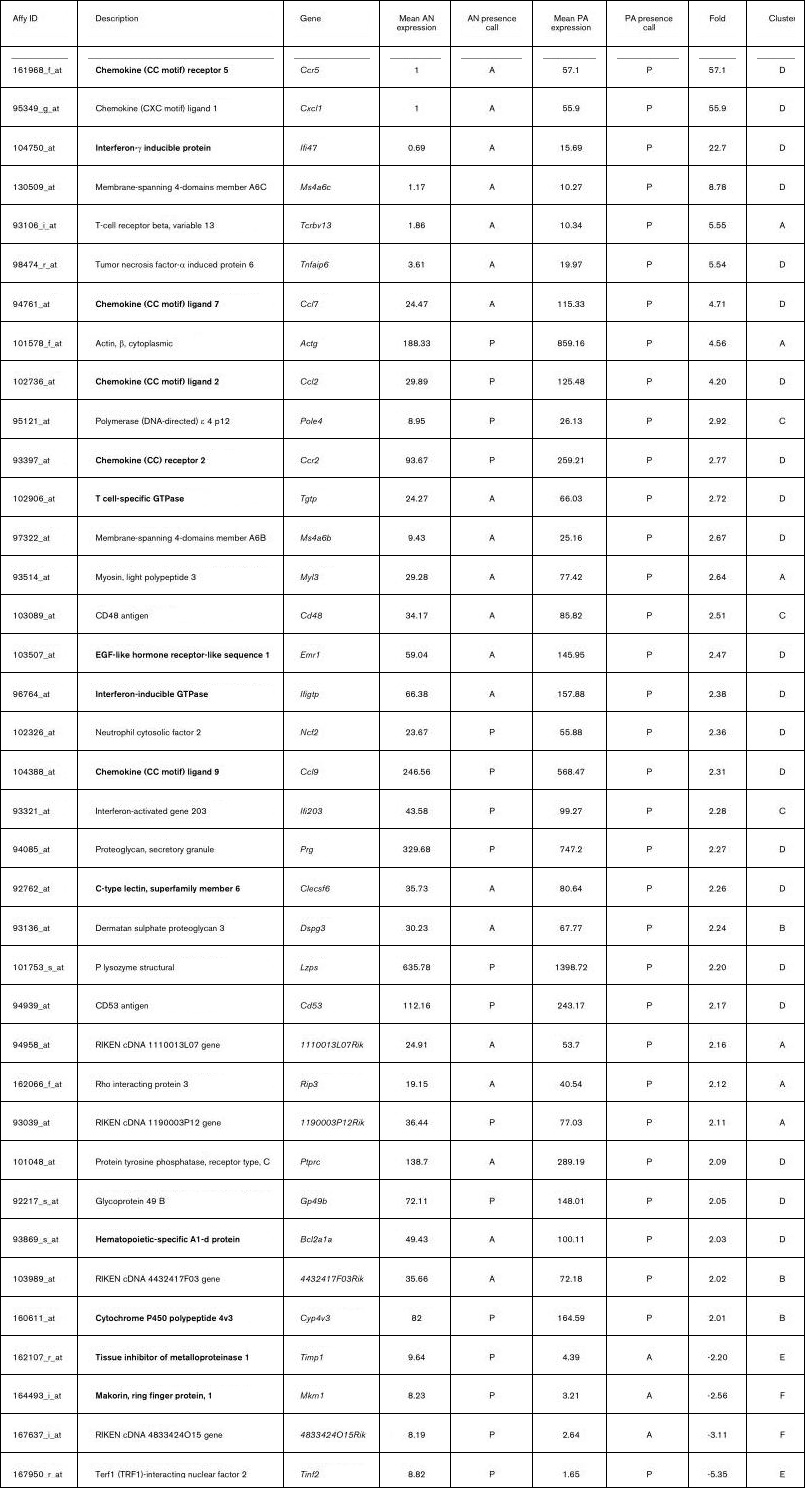 Affy ID Description Gene Mean AN expression AN presence call Mean PA expression PA presence call Fold Cluster
161968_f_at Chemokine (CC motif) receptor 5 Ccr5 1 A 57.1 P 57.1 D
95349_g_at Chemokine (CXC motif) ligand 1 Cxcl1 1 A 55.9 P 55.9 D
104750_at Interferon-γ inducible protein Ifi47 0.69 A 15.69 P 22.7 D
130509_at Membrane-spanning 4-domains member A6C Ms4a6c 1.17 A 10.27 P 8.78 D
93106_i_at T-cell receptor beta, variable 13 Tcrbv13 1.86 A 10.34 P 5.55 A
98474_r_at Tumor necrosis factor-α induced protein 6 Tnfaip6 3.61 A 19.97 P 5.54 D
94761_at Chemokine (CC motif) ligand 7 Ccl7 24.47 A 115.33 P 4.71 D
101578_f_at Actin, β, cytoplasmic Actg 188.33 P 859.16 P 4.56 A
102736_at Chemokine (CC motif) ligand 2 Ccl2 29.89 P 125.48 P 4.20 D
95121_at Polymerase (DNA-directed) ε 4 p12 Pole4 8.95 P 26.13 P 2.92 C
93397_at Chemokine (CC) receptor 2 Ccr2 93.67 P 259.21 P 2.77 D
102906_at T cell-specific GTPase Tgtp 24.27 A 66.03 P 2.72 D
97322_at Membrane-spanning 4-domains member A6B Ms4a6b 9.43 A 25.16 P 2.67 D
93514_at Myosin, light polypeptide 3 Myl3 29.28 A 77.42 P 2.64 A
103089_at CD48 antigen Cd48 34.17 A 85.82 P 2.51 C
103507_at EGF-like hormone receptor-like sequence 1 Emr1 59.04 A 145.95 P 2.47 D
96764_at Interferon-inducible GTPase Ifigtp 66.38 A 157.88 P 2.38 D
102326_at Neutrophil cytosolic factor 2 Ncf2 23.67 P 55.88 P 2.36 D
104388_at Chemokine (CC motif) ligand 9 Ccl9 246.56 P 568.47 P 2.31 D
93321_at Interferon-activated gene 203 Ifi203 43.58 P 99.27 P 2.28 C
94085_at Proteoglycan, secretory granule Prg 329.68 P 747.2 P 2.27 D
92762_at C-type lectin, superfamily member 6 Clecsf6 35.73 A 80.64 P 2.26 D
93136_at Dermatan sulphate proteoglycan 3 Dspg3 30.23 A 67.77 P 2.24 B
101753_s_at P lysozyme structural Lzps 635.78 P 1398.72 P 2.20 D
94939_at CD53 antigen Cd53 112.16 P 243.17 P 2.17 D
94958_at RIKEN cDNA 1110013L07 gene 1110013L07Rik 24.91 A 53.7 P 2.16 A
162066_f_at Rho interacting protein 3 Rip3 19.15 A 40.54 P 2.12 A
93039_at RIKEN cDNA 1190003P12 gene 1190003P12Rik 36.44 P 77.03 P 2.11 A
101048_at Protein tyrosine phosphatase, receptor type, C Ptprc 138.7 A 289.19 P 2.09 D
92217_s_at Glycoprotein 49 B Gp49b 72.11 P 148.01 P 2.05 D
93869_s_at Hematopoietic-specific A1-d protein Bcl2a1a 49.43 A 100.11 P 2.03 D
103989_at RIKEN cDNA 4432417F03 gene 4432417F03Rik 35.66 A 72.18 P 2.02 B
160611_at Cytochrome P450 polypeptide 4v3 Cyp4v3 82 P 164.59 P 2.01 B
162107_r_at Tissue inhibitor of metalloproteinase 1 Timp1 9.64 P 4.39 A -2.20 E
164493_i_at Makorin, ring finger protein, 1 Mkrn1 8.23 P 3.21 A -2.56 F
167637_i_at RIKEN cDNA 4833424O15 gene 4833424O15Rik 8.19 P 2.64 A -3.11 F
167950_r_at Terf1 (TRF1)-interacting nuclear factor 2 Tinf2 8.82 P 1.65 P -5.35 E